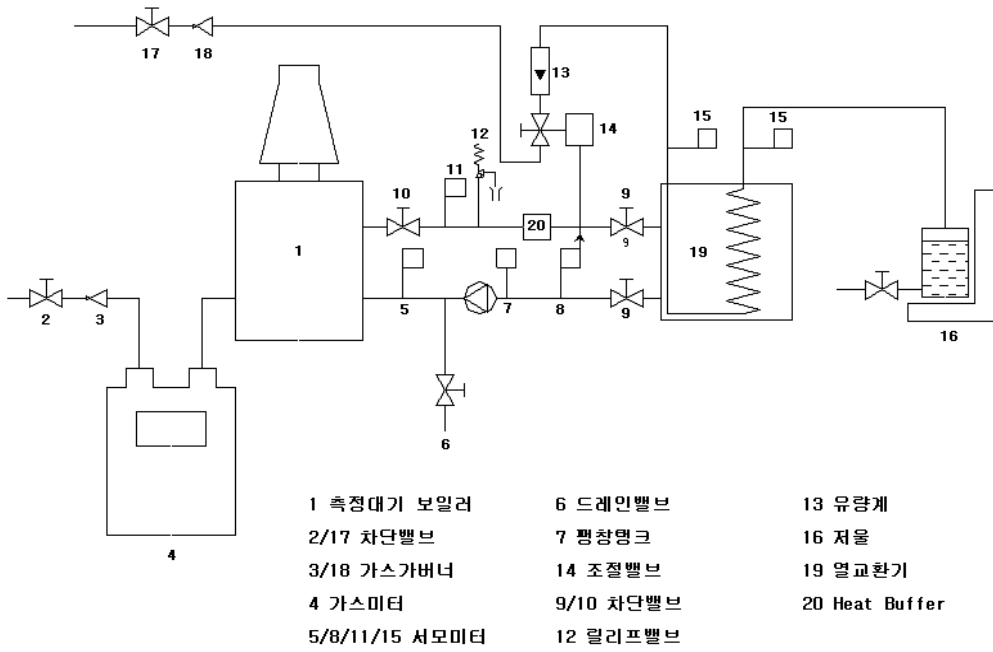 17
18
13
14
15
15
12
11
10
20
9
9
1
19
2
3
5
7
8
9
16
6
4
1 측정대기 보일러
6 드레인밸브
13 유량계
2/17 차단밸브
7 팽창탱크
16 저울
3/18 가스가버너
14 조절밸브
19 열교환기
4 가스미터
9/10 차단밸브
20 Heat Buffer
5/8/11/15 서모미터
12 릴리프밸브